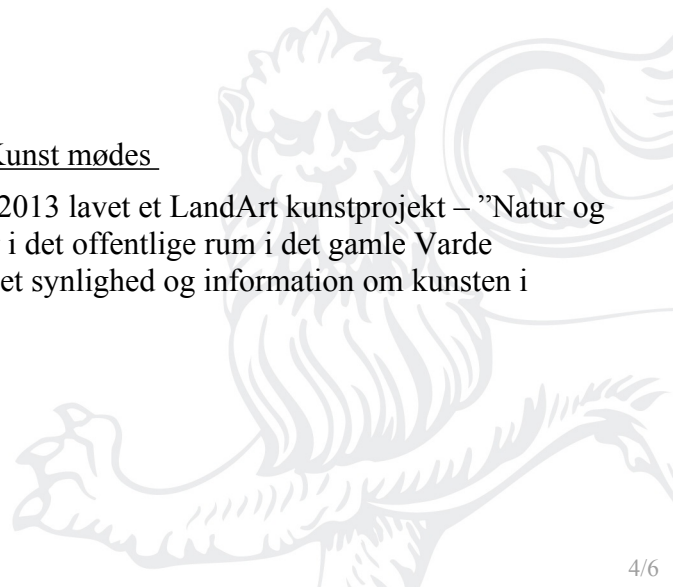 Kunst mødes
2013 lavet et LandArt kunstprojekt – ”Natur og
i det offentlige rum i det gamle Varde
et synlighed og information om kunsten i
4/6